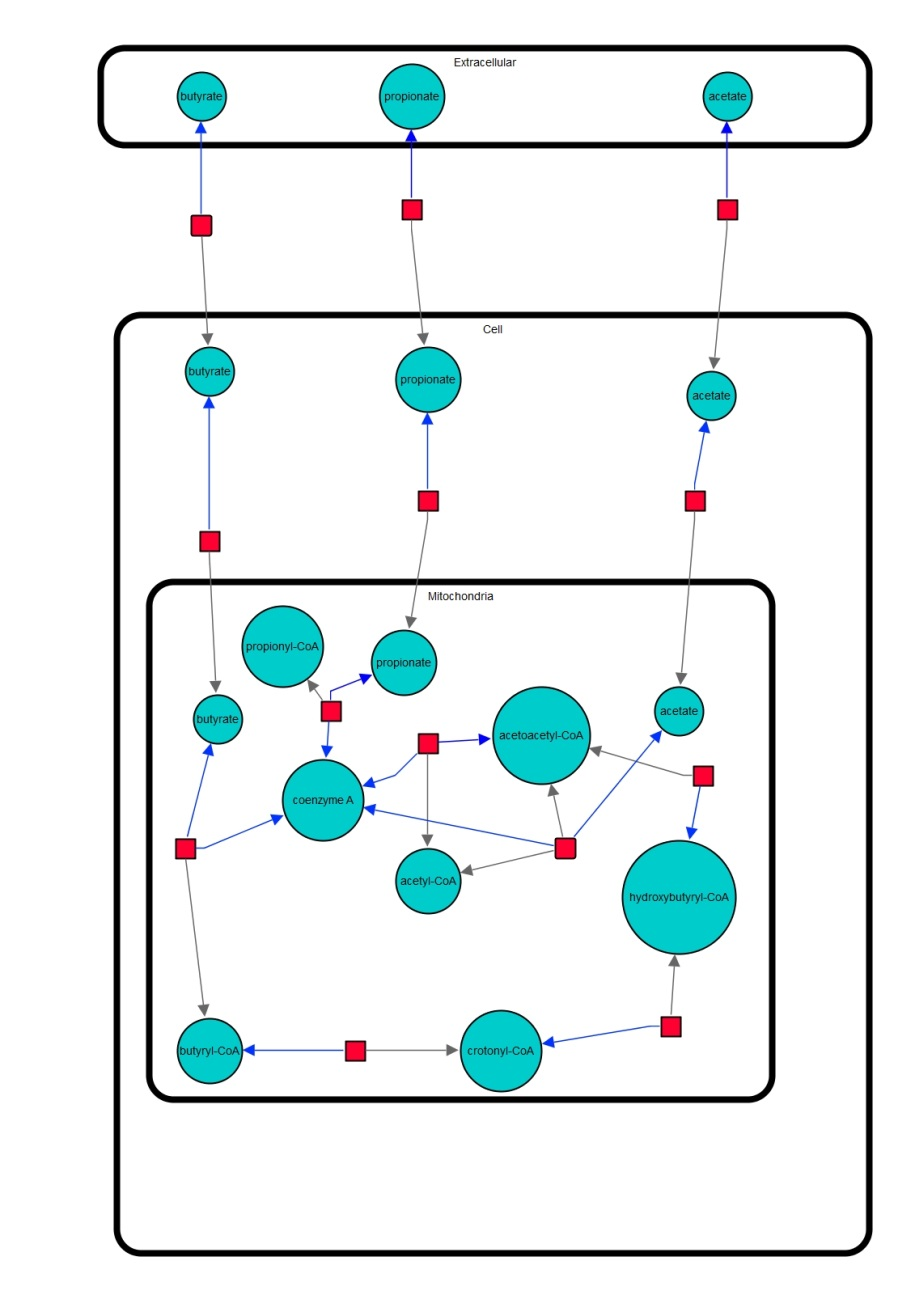 Extracellular
butyrate
propionate
acetate
Cell
butyrate
propionate
acetate
Mitochondria
propionyl-CoA
propionate
butyrate
acetoacetyl-CoA
acetate
coenzyme A
acetyl-CoA
hydroxybutyryl-CoA
butyryl-CoA
crotonyl-CoA